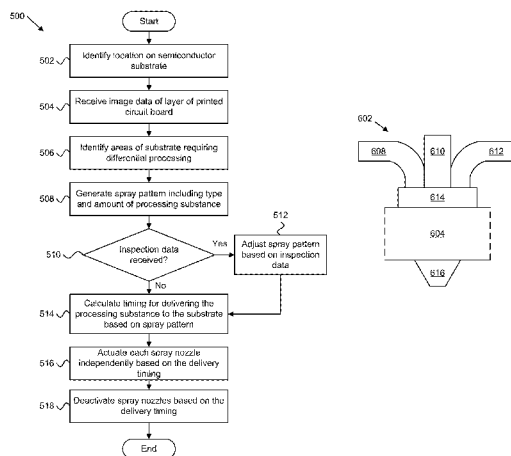 500
Start
502
Identify location on semiconductor
substrate
504
Receive image data of layer of printed
circuit board
506
Identify areas of substrate requiring
differential processing
508
Generate spray pattern including type
and amount of processing substance
510
Inspection data
received?
Yes
512
Adjust spray pattern
based on inspection
data
No
514
Calculate timing for delivering the
processing substance to the substrate
based on spray pattern
516
Actuate each spray nozzle
independently based on the delivery
timing
518
Deactivate spray nozzles based on the
delivery timing
End
602
608
610
612
614
604
616